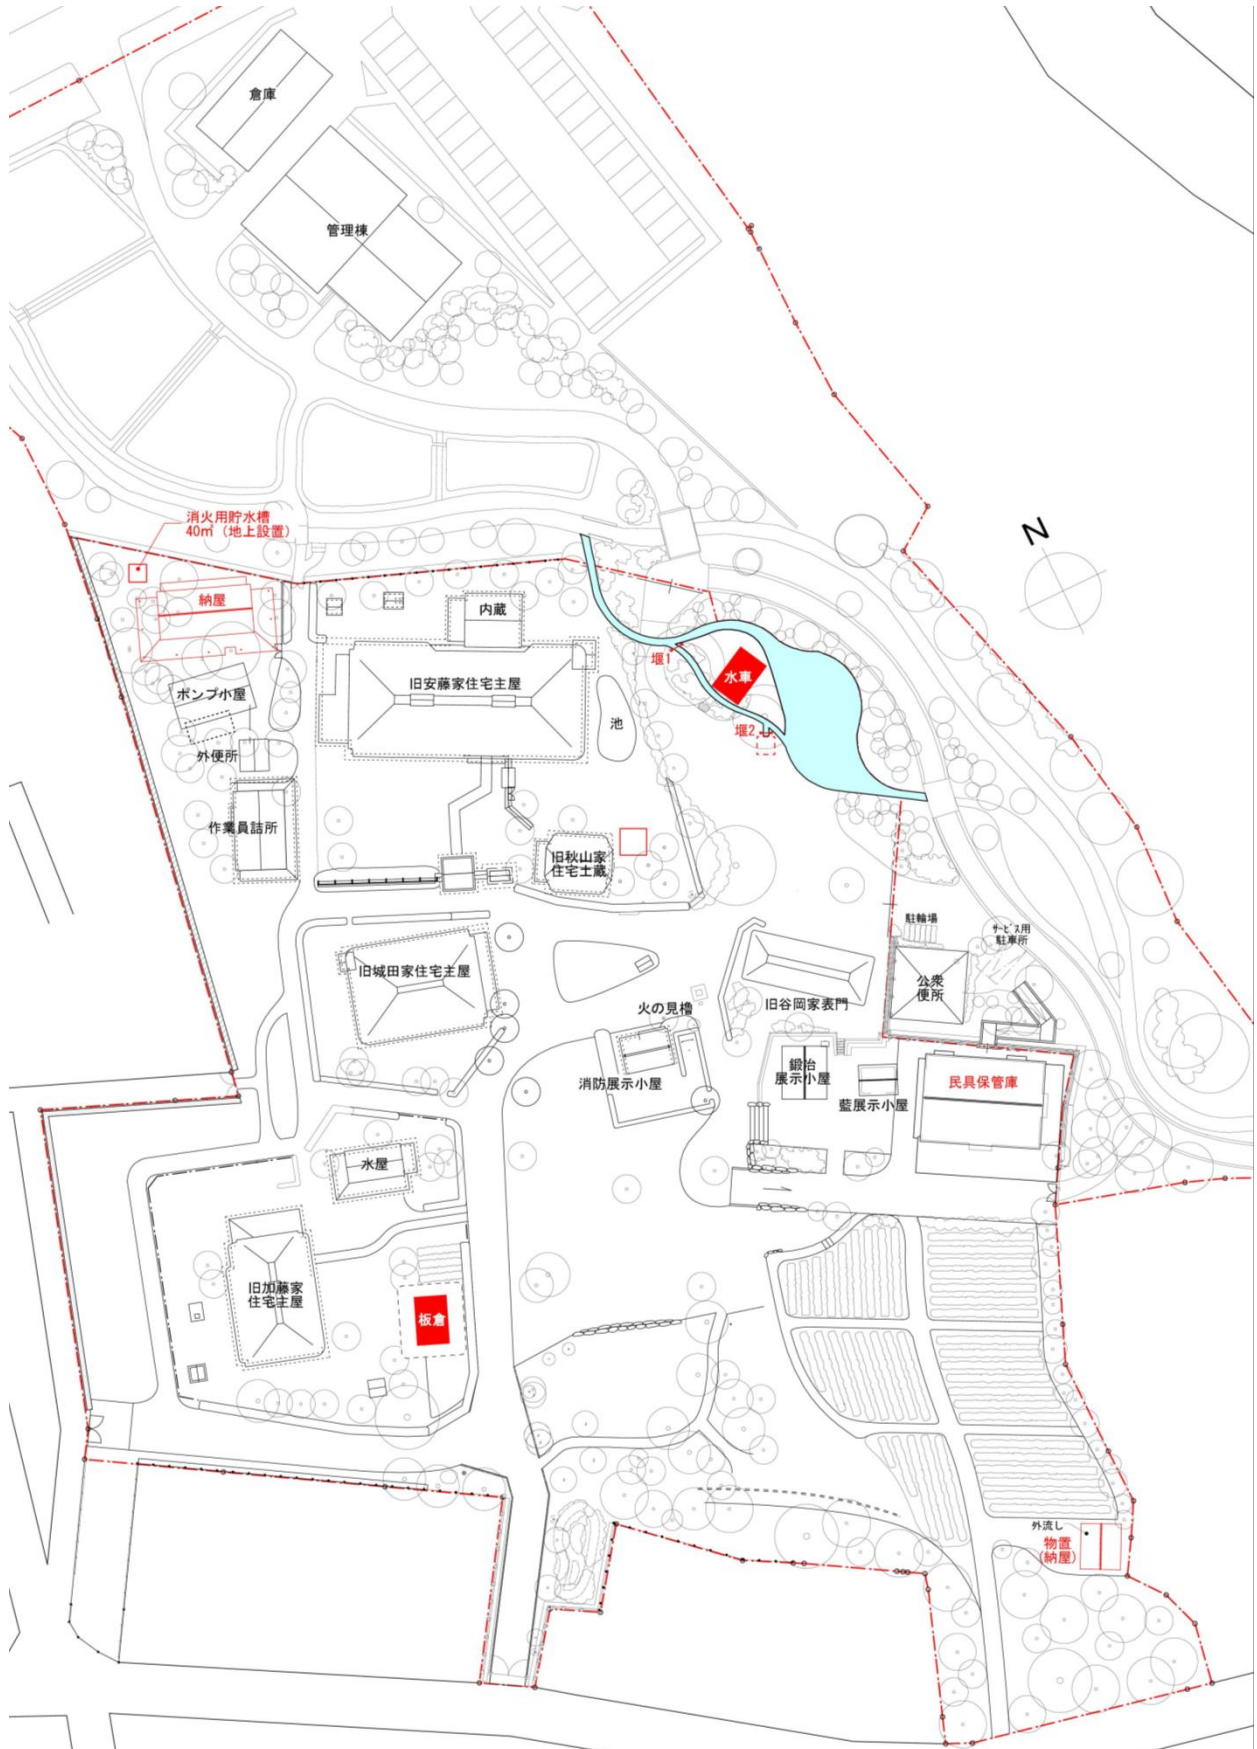 倉庫
管理棟
消火用貯水槽
40㎥（地上設置）
N
納屋
内蔵
堰1
水車
ポンプ小屋
旧安藤家住宅主屋
池
堰2
外便所
作業員詰所
旧秋山家
住宅土蔵
駐輪場
サービス用
駐車所
旧城田家住宅主屋
公衆
便所
火の見櫓
旧谷岡家表門
消防展示小屋
鍛冶
展示小屋
民具保管庫
藍展示小屋
水屋
旧加藤家
住宅主屋
板倉
外流し
物置
(納屋)